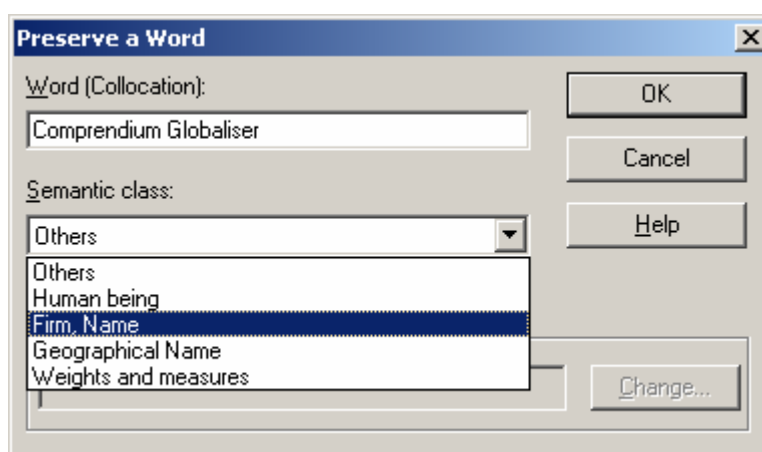 Preserve a Word
Word (Collocation):
Comprendium Globaliser
Semantic class:
Others
Others
Human being
Firm, Name
Geographical Name
Weights and measures
OK
Cancel
Help
Change...